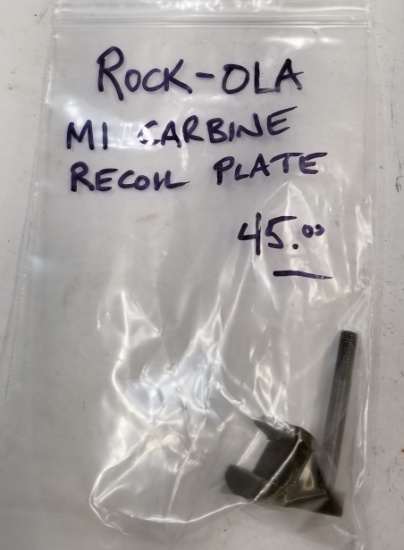 ROCK-OLA
M1 CARBINE
RECOIL PLATE
45.00